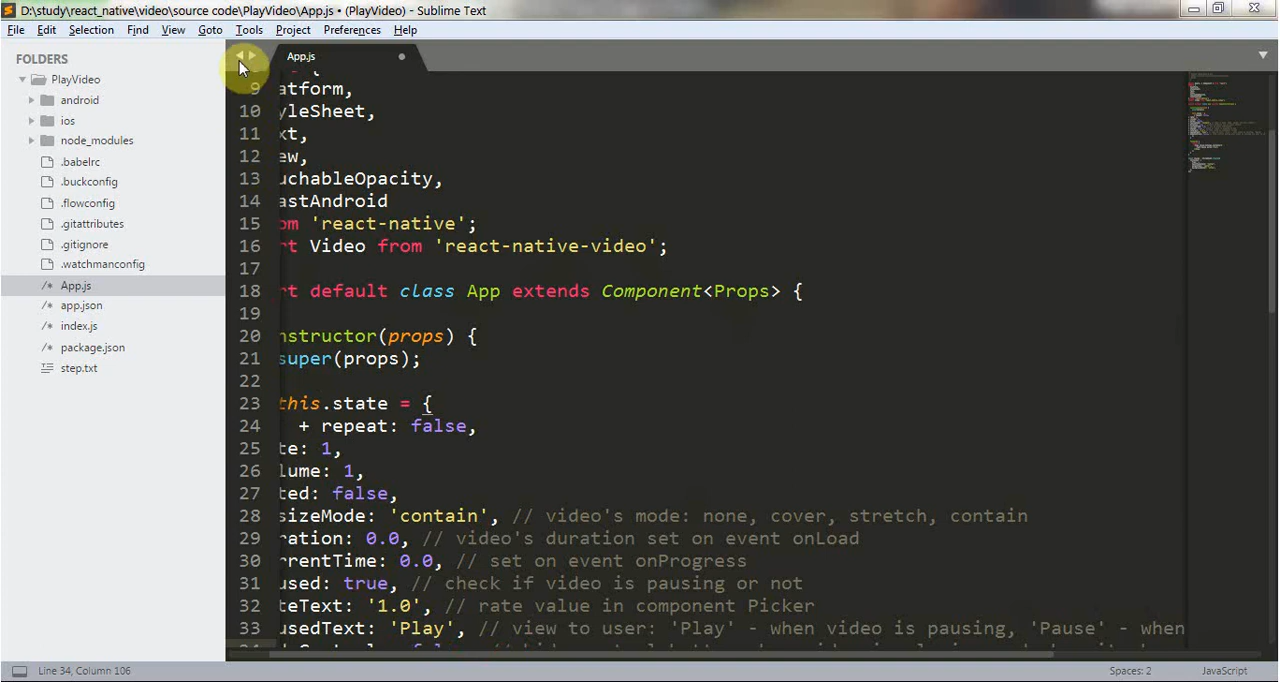 D:\study\react_native\video\source code\PlayVideo\App.js • (PlayVideo) - Sublime Text
File Edit Selection Find View Goto Tools Project Preferences Help
FOLDERS
PlayVideo
android
ios
node_modules
.babelrc
.buckconfig
.flowconfig
.gitattributes
.gitignore
.watchmanconfig
/* App.js
/* app.json
/* index.js
/* package.json
step.txt
App.js
9 atform,
10 yleSheet,
11 xt,
12 ew,
13 uchableOpacity,
14 astAndroid
15 om 'react-native';
16 rt Video from 'react-native-video';
17
18 rt default class App extends Component<Props> {
19
20 nstructor(props) {
21 super(props);
22
23 this.state = {
24 + repeat: false,
25 te: 1,
26 lume: 1,
27 ted: false,
28 sizeMode: 'contain', // video's mode: none, cover, stretch, contain
29 ration: 0.0, // video's duration set on event onLoad
30 rrentTime: 0.0, // set on event onProgress
31 used: true, // check if video is pausing or not
32 teText: '1.0', // rate value in component Picker
33 usedText: 'Play', // view to user: 'Play' - when video is pausing, 'Pause' - when
Line 34, Column 106
Spaces: 2
JavaScript